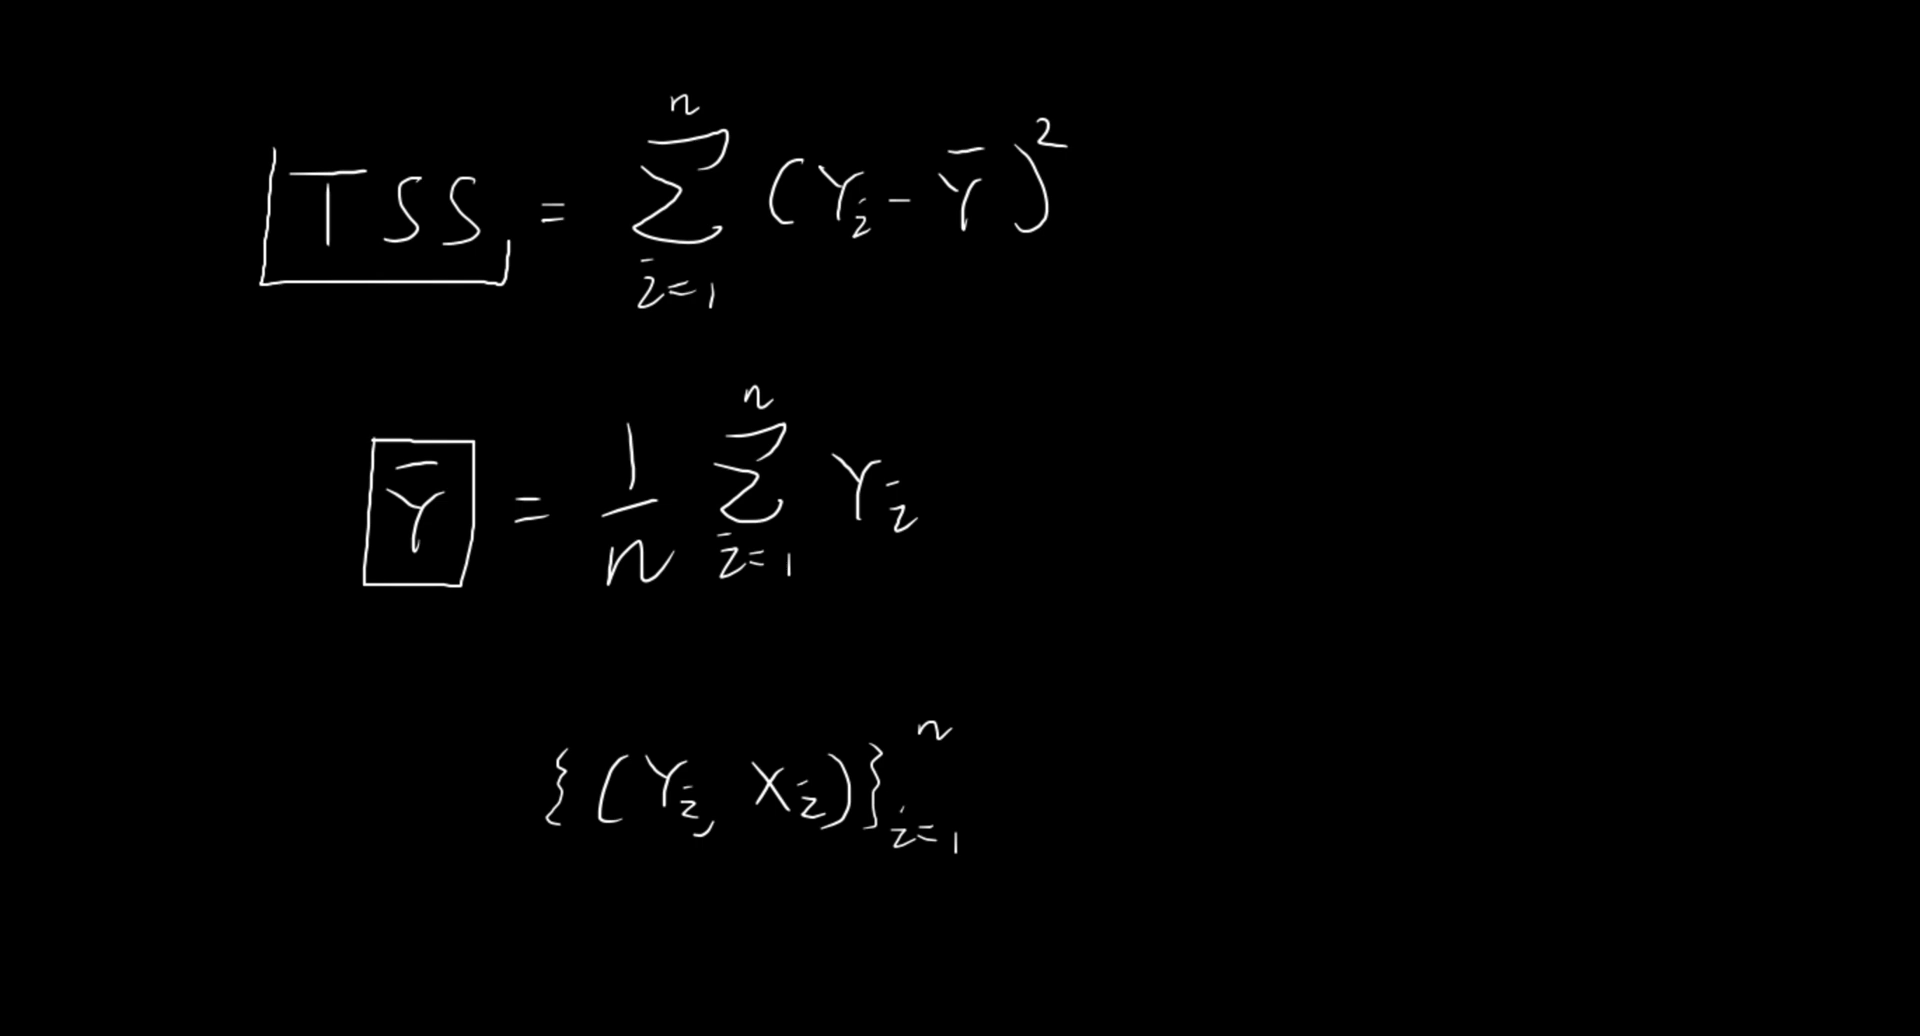 TSS = ∑_{i=1}^{n} (Y_i - Ȳ)²
Ȳ = 1/n ∑_{i=1}^{n} Y_i
{(Y_i, X_i)}_{i=1}^{n}